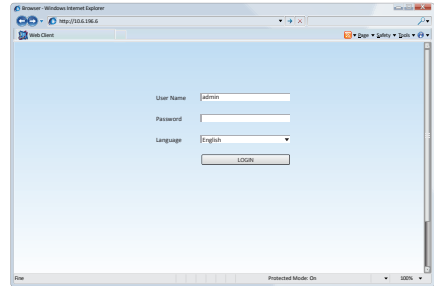 Browser - Windows Internet Explorer
http://10.6.196.6
Web Client
Page Safety Tools
User Name admin
Password
Language English
LOGIN
Fine Protected Mode: On 100%